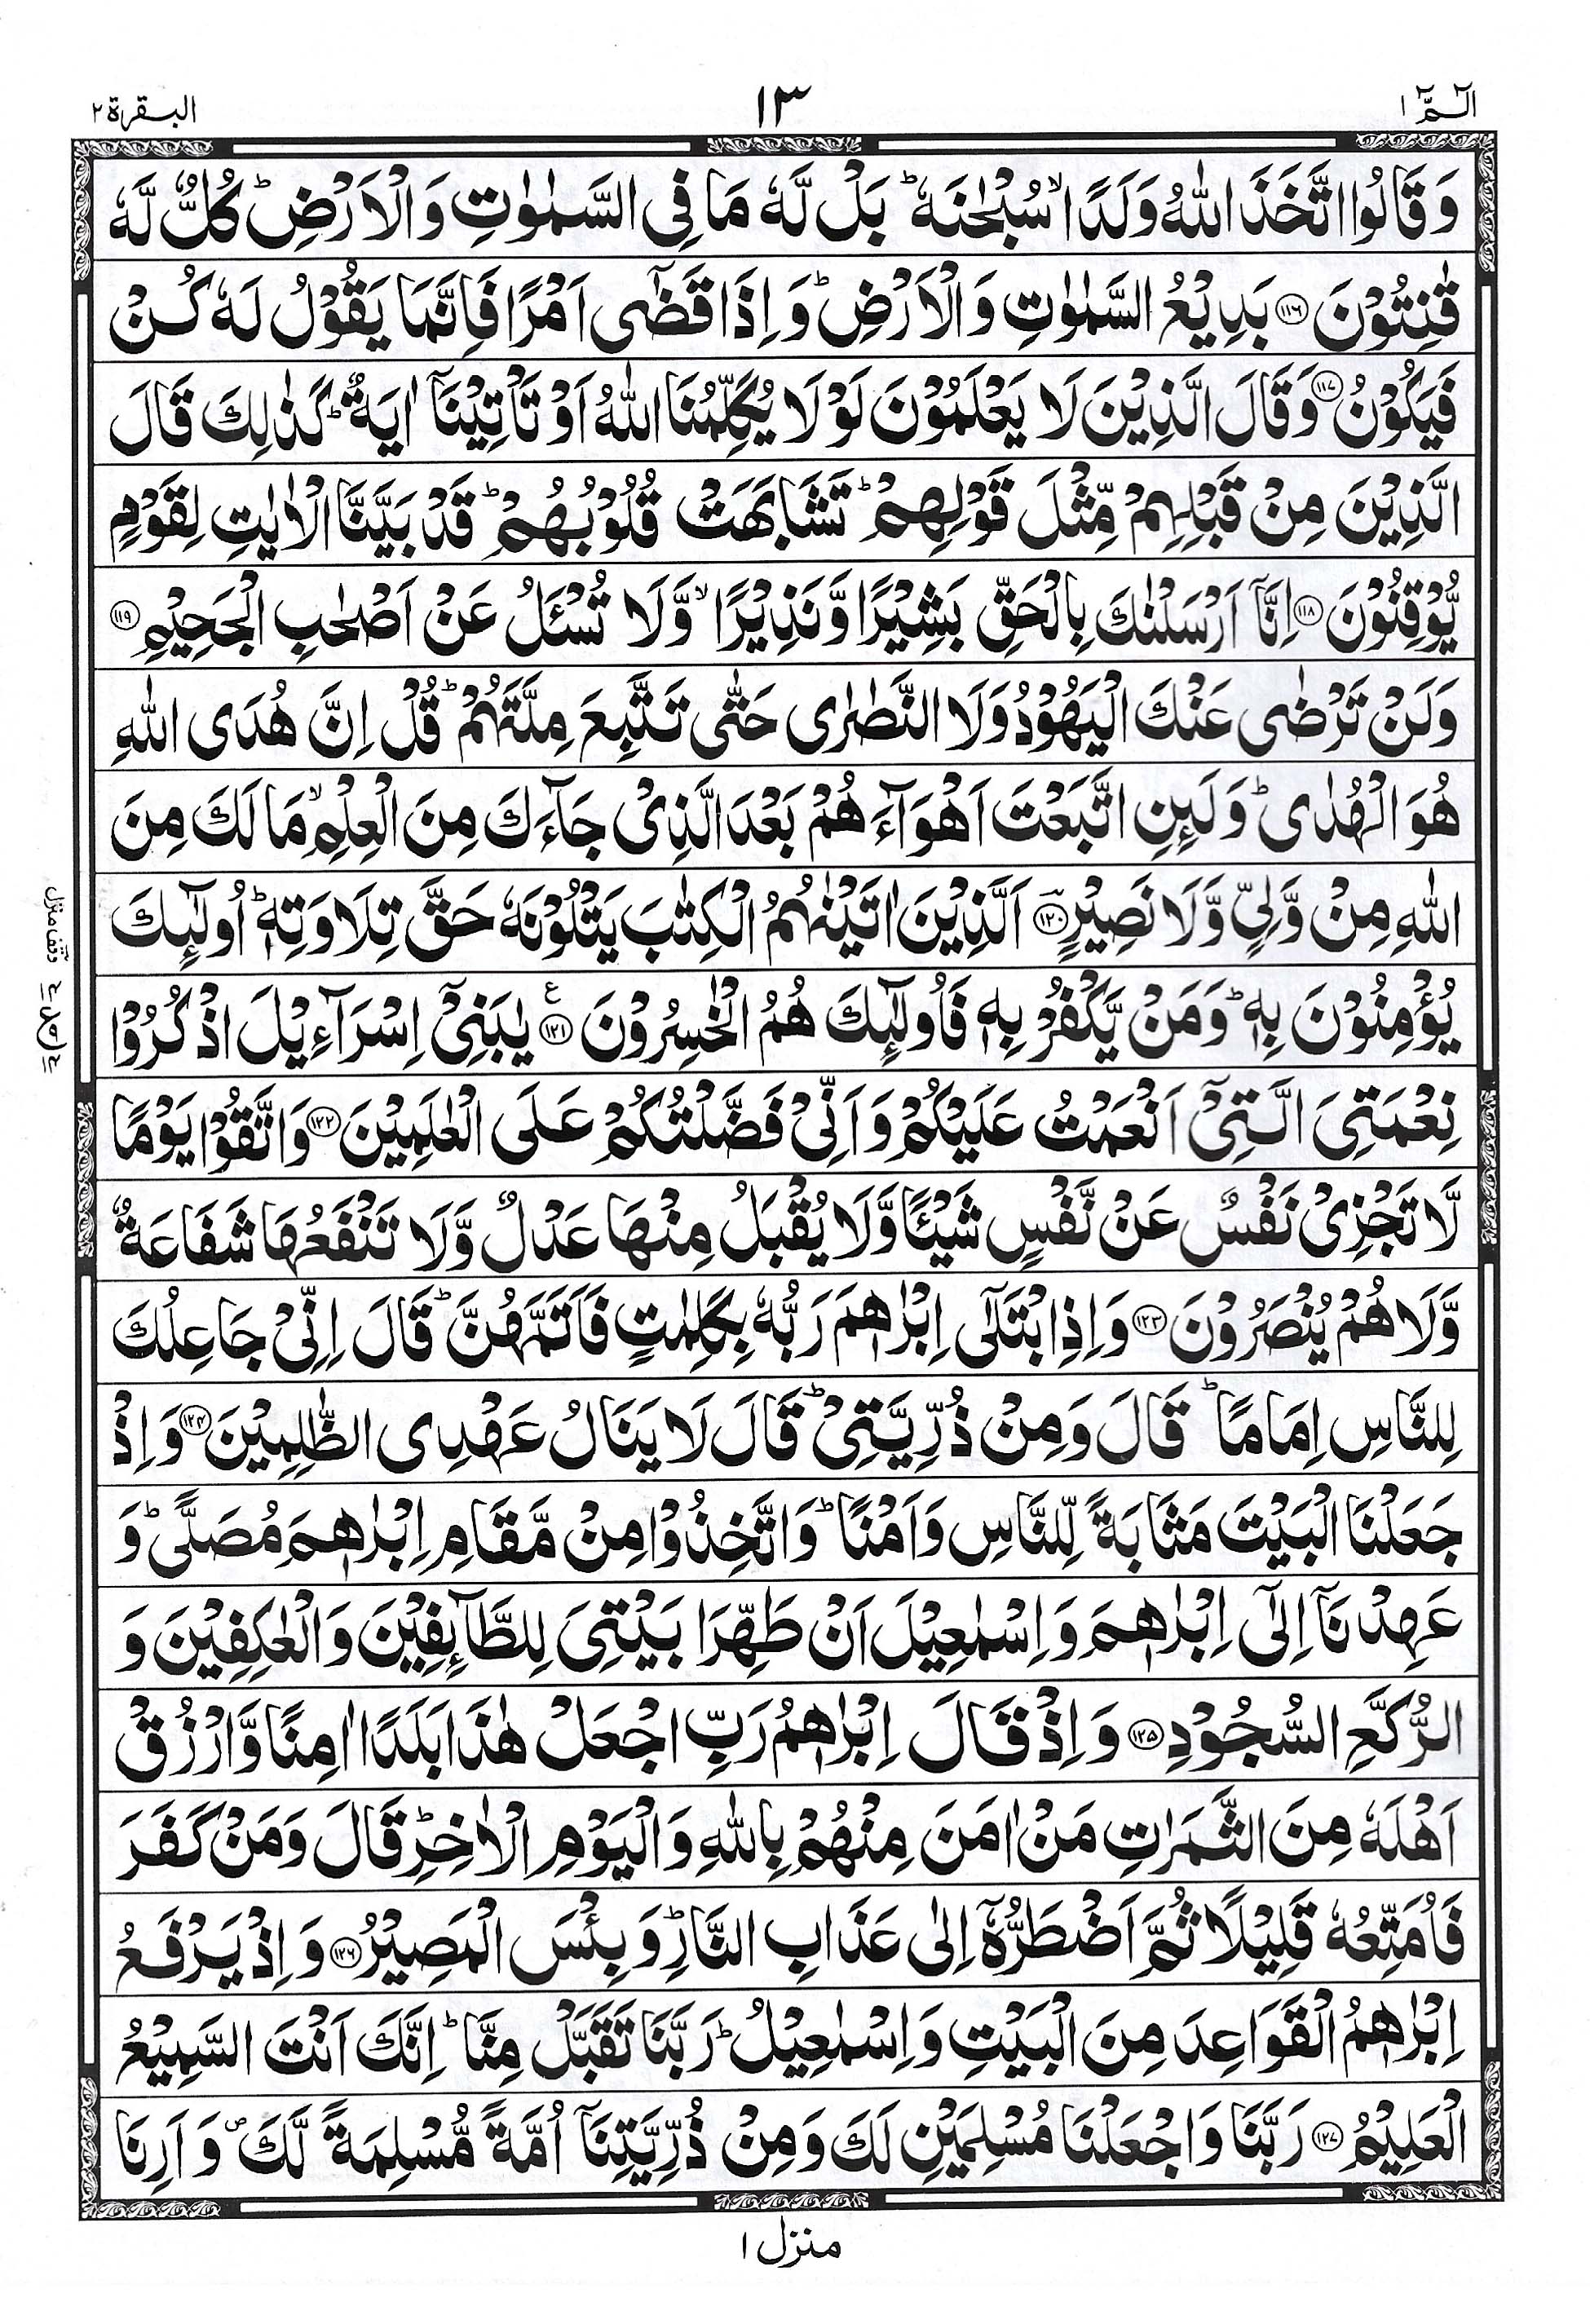 الٓـمّٓ ١
١٣
البقرة ٢
وَقَالُوا اتَّخَذَ اللّٰهُ وَلَدًا ۙ سُبْحٰنَهٗ ؕ بَلْ لَّهٗ مَا فِی السَّمٰوٰتِ وَالْاَرْضِ ؕ كُلٌّ لَّهٗ
قٰنِتُوْنَ ﴿۱۱۶﴾ بَدِیْعُ السَّمٰوٰتِ وَالْاَرْضِ ؕ وَاِذَا قَضٰۤی اَمْرًا فَاِنَّمَا یَقُوْلُ لَهٗ كُنْ
فَیَكُوْنُ ﴿۱۱۷﴾ وَقَالَ الَّذِیْنَ لَا یَعْلَمُوْنَ لَوْلَا یُكَلِّمُنَا اللّٰهُ اَوْ تَاْتِیْنَاۤ اٰیَةٌ ؕ كَذٰلِكَ قَالَ
الَّذِیْنَ مِنْ قَبْلِهِمْ مِّثْلَ قَوْلِهِمْ ؕ تَشَابَهَتْ قُلُوْبُهُمْ ؕ قَدْ بَیَّنَّا الْاٰیٰتِ لِقَوْمٍ
یُّوْقِنُوْنَ ﴿۱۱۸﴾ اِنَّاۤ اَرْسَلْنٰكَ بِالْحَقِّ بَشِیْرًا وَّنَذِیْرًا ۙ وَّلَا تُسْـَٔلُ عَنْ اَصْحٰبِ الْجَحِیْمِ ﴿۱۱۹﴾
وَلَنْ تَرْضٰی عَنْكَ الْیَهُوْدُ وَلَا النَّصٰرٰی حَتّٰی تَتَّبِعَ مِلَّتَهُمْ ؕ قُلْ اِنَّ هُدَی اللّٰهِ
هُوَ الْهُدٰی ؕ وَلَىِٕنِ اتَّبَعْتَ اَهْوَآءَ هُمْ بَعْدَ الَّذِیْ جَآءَكَ مِنَ الْعِلْمِ ۙ مَا لَكَ مِنَ
اللّٰهِ مِنْ وَّلِیٍّ وَّلَا نَصِیْرٍ ﴿۱۲۰﴾ اَلَّذِیْنَ اٰتَیْنٰهُمُ الْكِتٰبَ یَتْلُوْنَهٗ حَقَّ تِلَاوَتِهٖ ؕ اُولٰٓىِٕكَ
یُؤْمِنُوْنَ بِهٖ ؕ وَمَنْ یَّكْفُرْ بِهٖ فَاُولٰٓىِٕكَ هُمُ الْخٰسِرُوْنَ ﴿۱۲۱﴾ ع یٰبَنِیْۤ اِسْرَآءِیْلَ اذْكُرُوْا
نِعْمَتِیَ الَّتِیْۤ اَنْعَمْتُ عَلَیْكُمْ وَاَنِّیْ فَضَّلْتُكُمْ عَلَی الْعٰلَمِیْنَ ﴿۱۲۲﴾ وَاتَّقُوْا یَوْمًا
لَّا تَجْزِیْ نَفْسٌ عَنْ نَّفْسٍ شَیْـًٔا وَّلَا یُقْبَلُ مِنْهَا عَدْلٌ وَّلَا تَنْفَعُهَا شَفَاعَةٌ
وَّلَا هُمْ یُنْصَرُوْنَ ﴿۱۲۳﴾ وَاِذِ ابْتَلٰۤی اِبْرٰهٖمَ رَبُّهٗ بِكَلِمٰتٍ فَاَتَمَّهُنَّ ؕ قَالَ اِنِّیْ جَاعِلُكَ
لِلنَّاسِ اِمَامًا ؕ قَالَ وَمِنْ ذُرِّیَّتِیْ ؕ قَالَ لَا یَنَالُ عَهْدِی الظّٰلِمِیْنَ ﴿۱۲۴﴾ وَاِذْ
جَعَلْنَا الْبَیْتَ مَثَابَةً لِّلنَّاسِ وَاَمْنًا ؕ وَاتَّخِذُوْا مِنْ مَّقَامِ اِبْرٰهٖمَ مُصَلًّی ؕ وَ
عَهِدْنَاۤ اِلٰۤی اِبْرٰهٖمَ وَاِسْمٰعِیْلَ اَنْ طَهِّرَا بَیْتِیَ لِلطَّآىِٕفِیْنَ وَالْعٰكِفِیْنَ وَ
الرُّكَّعِ السُّجُوْدِ ﴿۱۲۵﴾ وَاِذْ قَالَ اِبْرٰهٖمُ رَبِّ اجْعَلْ هٰذَا بَلَدًا اٰمِنًا وَّارْزُقْ
اَهْلَهٗ مِنَ الثَّمَرٰتِ مَنْ اٰمَنَ مِنْهُمْ بِاللّٰهِ وَالْیَوْمِ الْاٰخِرِ ؕ قَالَ وَمَنْ كَفَرَ
فَاُمَتِّعُهٗ قَلِیْلًا ثُمَّ اَضْطَرُّهٗۤ اِلٰی عَذَابِ النَّارِ ؕ وَبِئْسَ الْمَصِیْرُ ﴿۱۲۶﴾ وَاِذْ یَرْفَعُ
اِبْرٰهٖمُ الْقَوَاعِدَ مِنَ الْبَیْتِ وَاِسْمٰعِیْلُ ؕ رَبَّنَا تَقَبَّلْ مِنَّا ؕ اِنَّكَ اَنْتَ السَّمِیْعُ
الْعَلِیْمُ ﴿۱۲۷﴾ رَبَّنَا وَاجْعَلْنَا مُسْلِمَیْنِ لَكَ وَمِنْ ذُرِّیَّتِنَاۤ اُمَّةً مُّسْلِمَةً لَّكَ ۪ وَاَرِنَا
وقف منزل
منزل ١